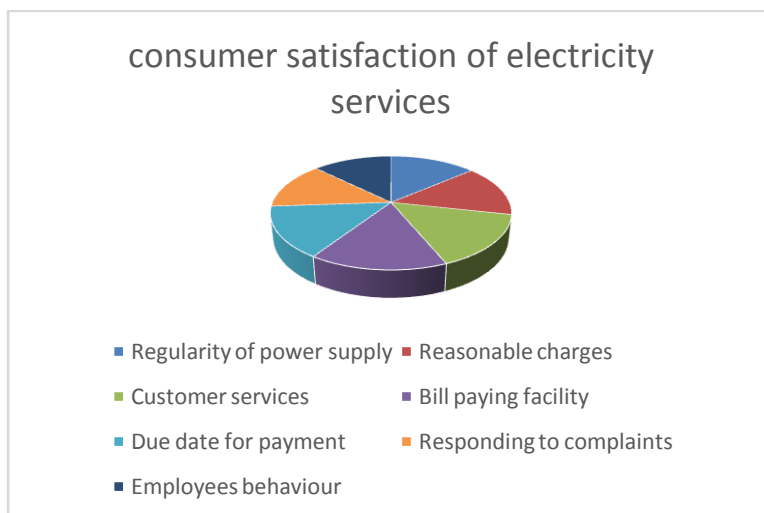 consumer satisfaction of electricity
services
Regularity of power supply
Reasonable charges
Customer services
Bill paying facility
Due date for payment
Responding to complaints
Employees behaviour